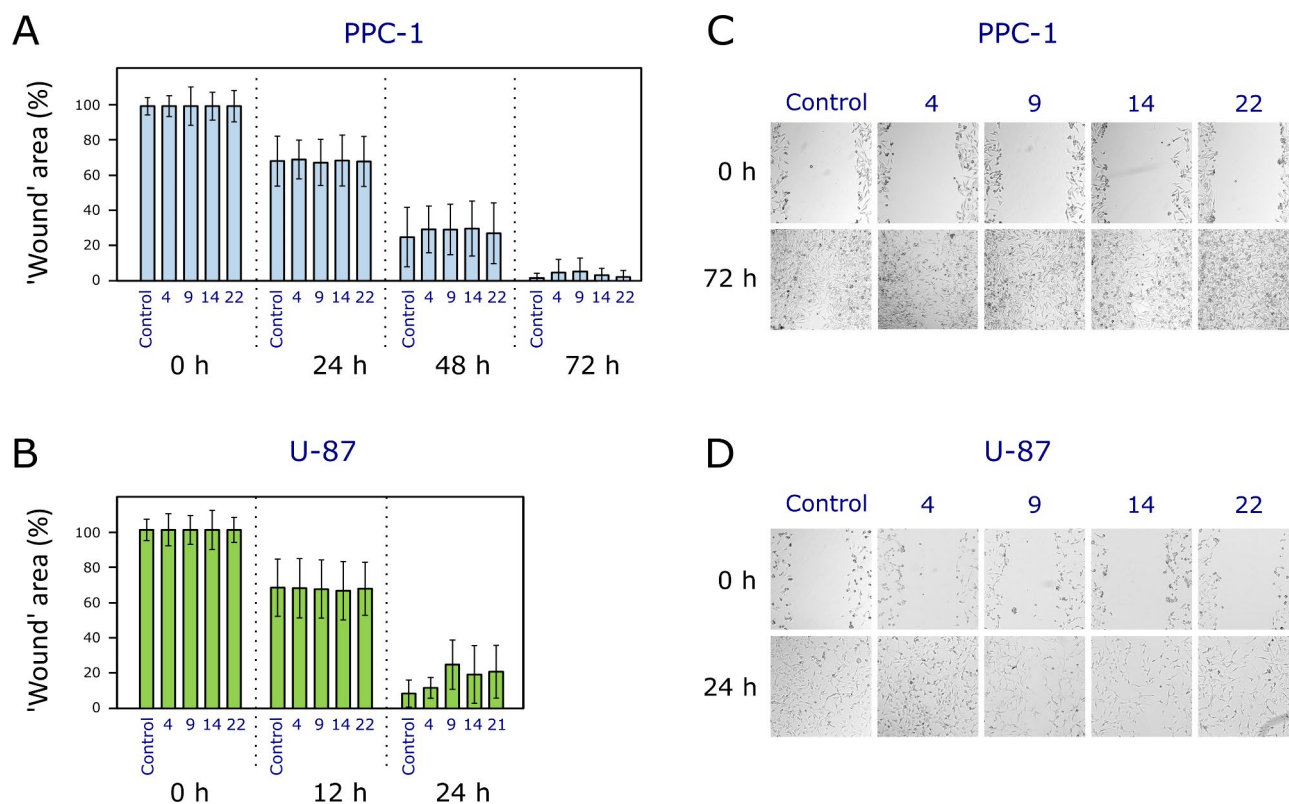 A
PPC-1
'Wound' area (%)
100
80
60
40
20
0
Control 4 9 14 22 Control 4 9 14 22 Control 4 9 14 22 Control 4 9 14 22
0 h 24 h 48 h 72 h
B
U-87
'Wound' area (%)
100
80
60
40
20
0
Control 4 9 14 22 Control 4 9 14 22 Control 4 9 14 21
0 h 12 h 24 h
C
PPC-1
Control 4 9 14 22
0 h
72 h
D
U-87
Control 4 9 14 22
0 h
24 h